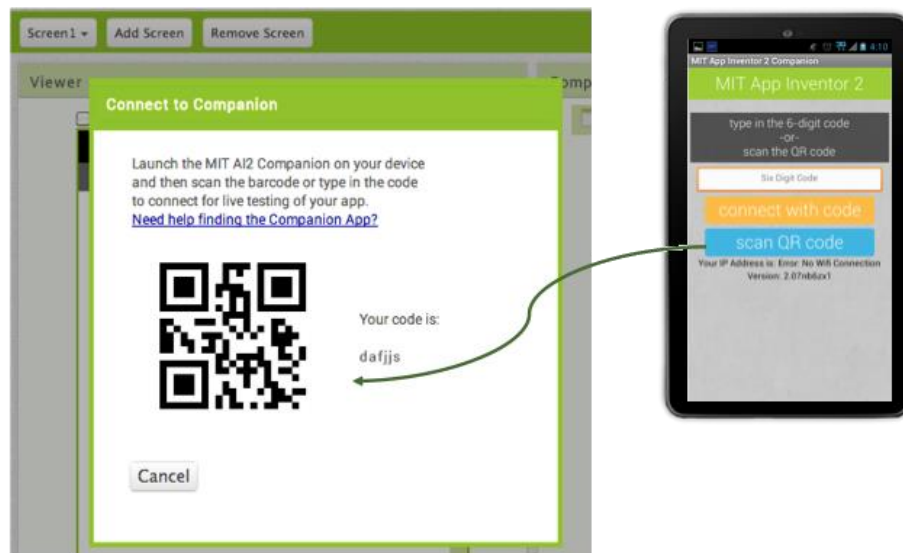 Screen1 Add Screen Remove Screen
Viewer
Connect to Companion
Launch the MIT AI2 Companion on your device
and then scan the barcode or type in the code
to connect for live testing of your app.
Need help finding the Companion App?
Your code is:
dafjjs
Cancel
4:10
MIT App Inventor 2 Companion
MIT App Inventor 2
type in the 6-digit code
-or-
scan the QR code
Six Digit Code
connect with code
scan QR code
Your IP Address is: Error: No Wifi Connection